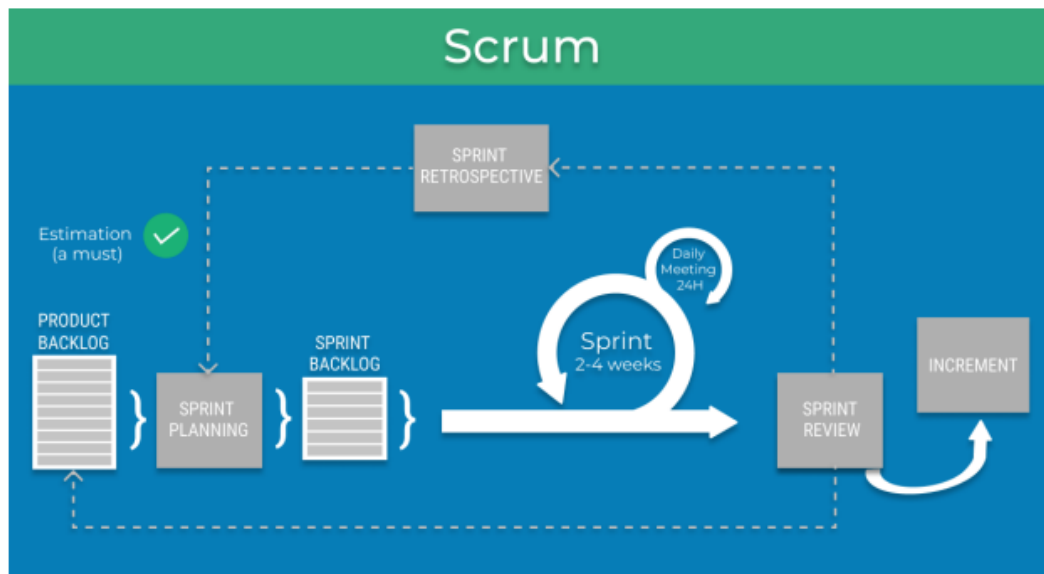 Scrum
SPRINT
RETROSPECTIVE
Estimation
(a must)
Daily
Meeting
24H
PRODUCT
BACKLOG
SPRINT
BACKLOG
Sprint
2-4 weeks
INCREMENT
SPRINT
PLANNING
SPRINT
REVIEW